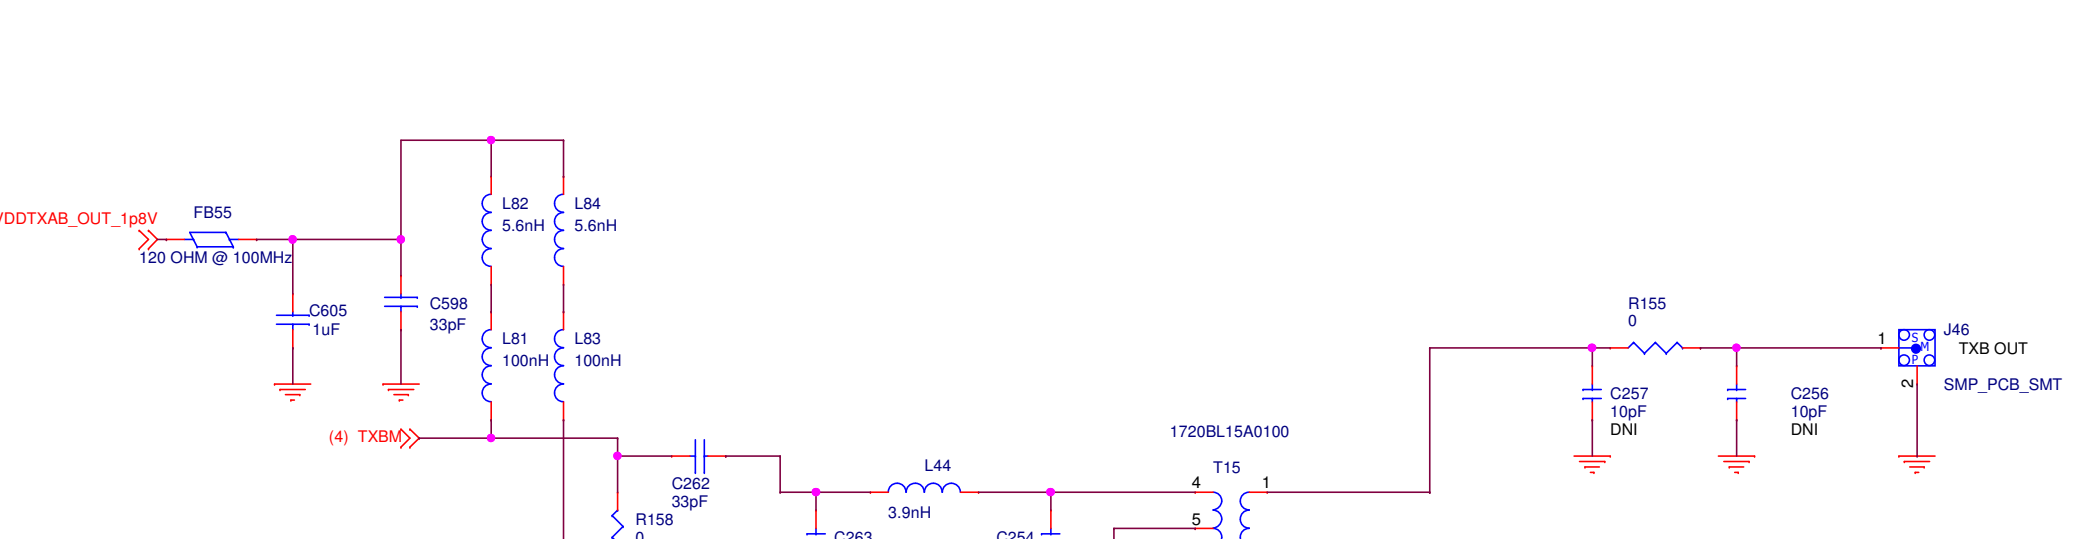 VDDTXAB_OUT_1p8V
FB55
120 OHM @ 100MHz
C605
1uF
C598
33pF
L82
5.6nH
L84
5.6nH
L81
100nH
L83
100nH
(4) TXBM
C262
33pF
R158
0
C263
L44
3.9nH
C254
1720BL15A0100
T15
4
5
1
R155
0
C257
10pF
DNI
C256
10pF
DNI
1
2
S
M
P
J46
TXB OUT
SMP_PCB_SMT